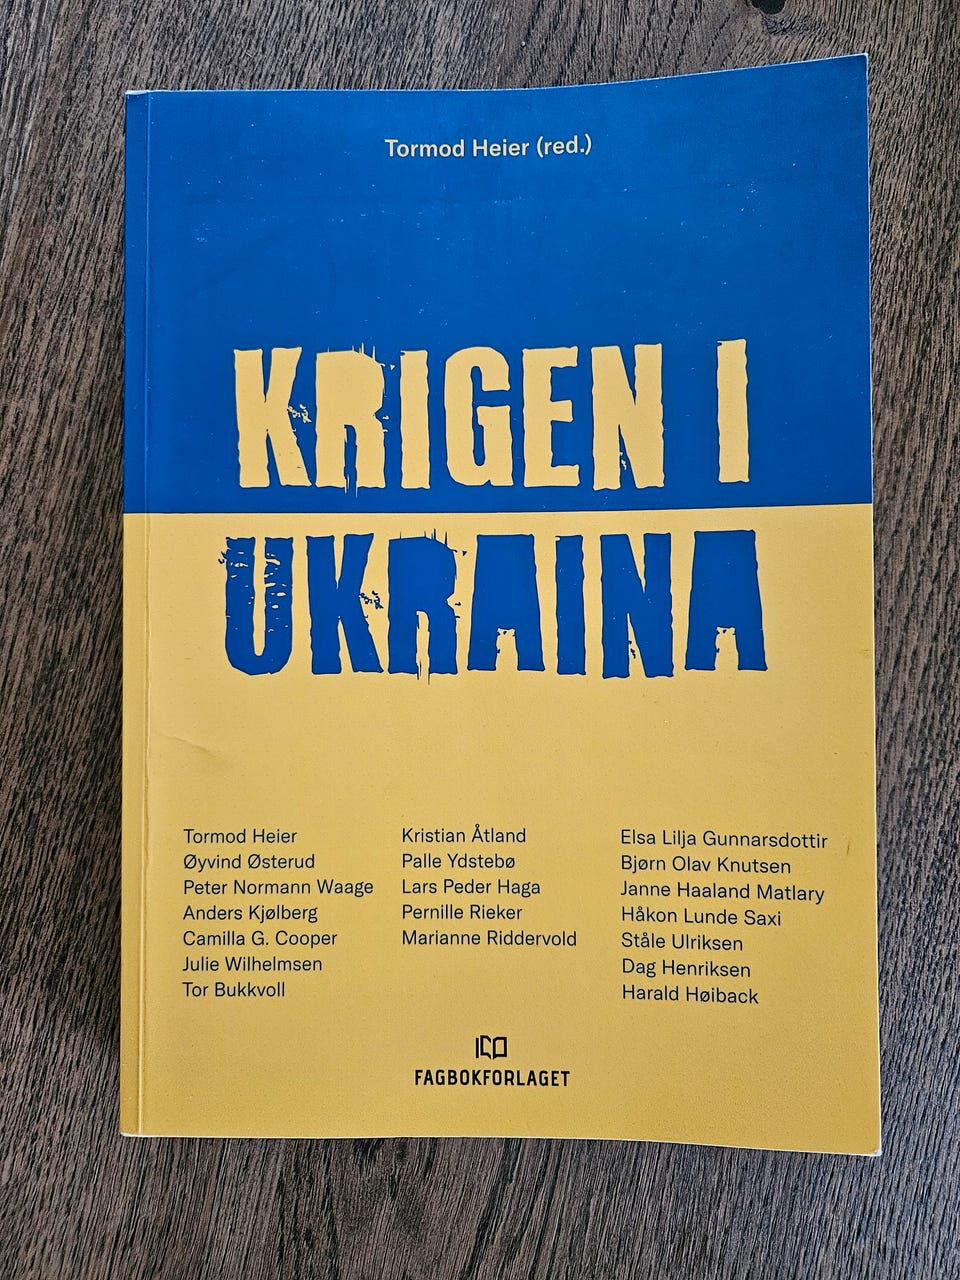 Tormod Heier (red.)
KRIGEN I
UKRAINA
Tormod Heier
Øyvind Østerud
Peter Normann Waage
Anders Kjølberg
Camilla G. Cooper
Julie Wilhelmsen
Tor Bukkvoll
Kristian Åtland
Palle Ydstebø
Lars Peder Haga
Pernille Rieker
Marianne Riddervold
Elsa Lilja Gunnarsdottir
Bjørn Olav Knutsen
Janne Haaland Matlary
Håkon Lunde Saxi
Ståle Ulriksen
Dag Henriksen
Harald Høiback
FAGBOKFORLAGET